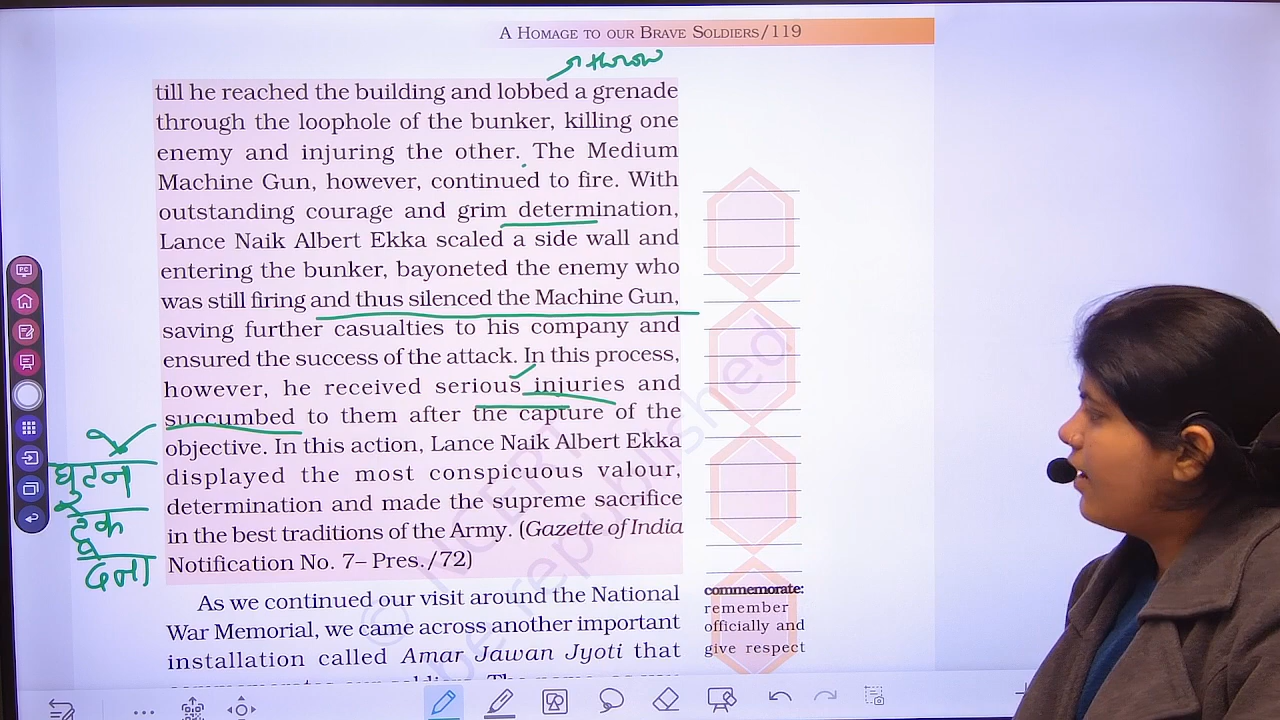 A Homage to our Brave Soldiers/119
throw
till he reached the building and lobbed a grenade
through the loophole of the bunker, killing one
enemy and injuring the other. The Medium
Machine Gun, however, continued to fire. With
outstanding courage and grim determination,
Lance Naik Albert Ekka scaled a side wall and
entering the bunker, bayoneted the enemy who
was still firing and thus silenced the Machine Gun,
saving further casualties to his company and
ensured the success of the attack. In this process,
however, he received serious injuries and
succumbed to them after the capture of the
objective. In this action, Lance Naik Albert Ekka
displayed the most conspicuous valour,
determination and made the supreme sacrifice
in the best traditions of the Army. (Gazette of India
Notification No. 7– Pres./72)
घुटन
टेक
देना
As we continued our visit around the National
War Memorial, we came across another important
installation called Amar Jawan Jyoti that
commemorate:
remember
officially and
give respect
republished